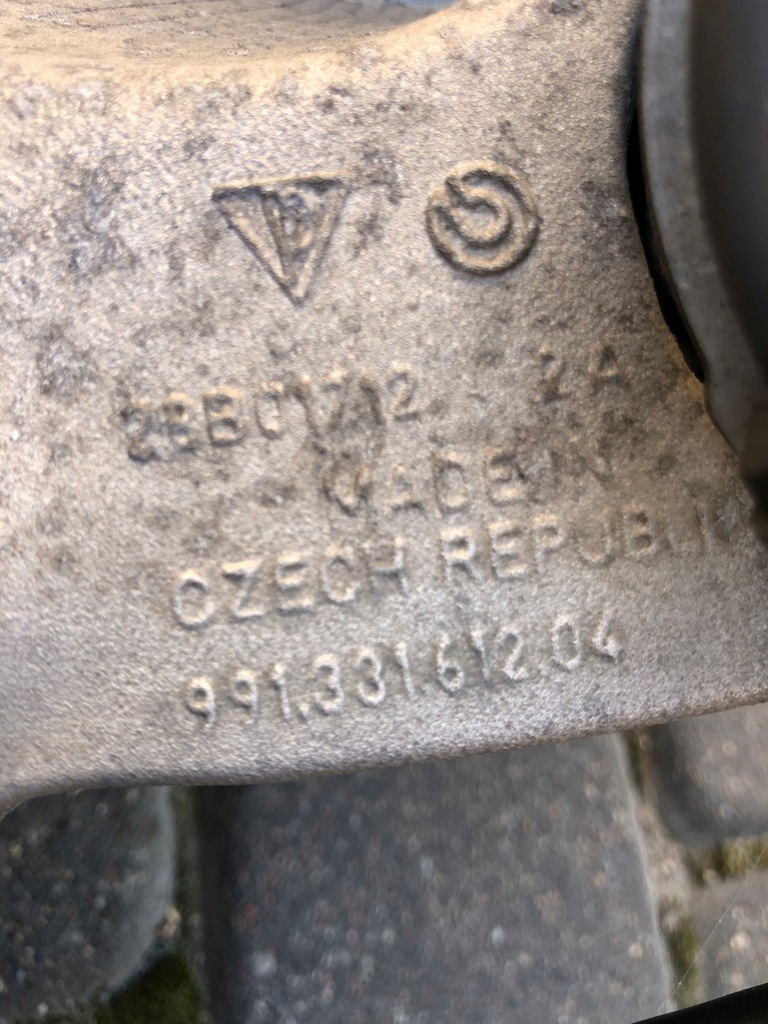 28B01712 2A
MADE IN
CZECH REPUBLIC
991.331.612.04